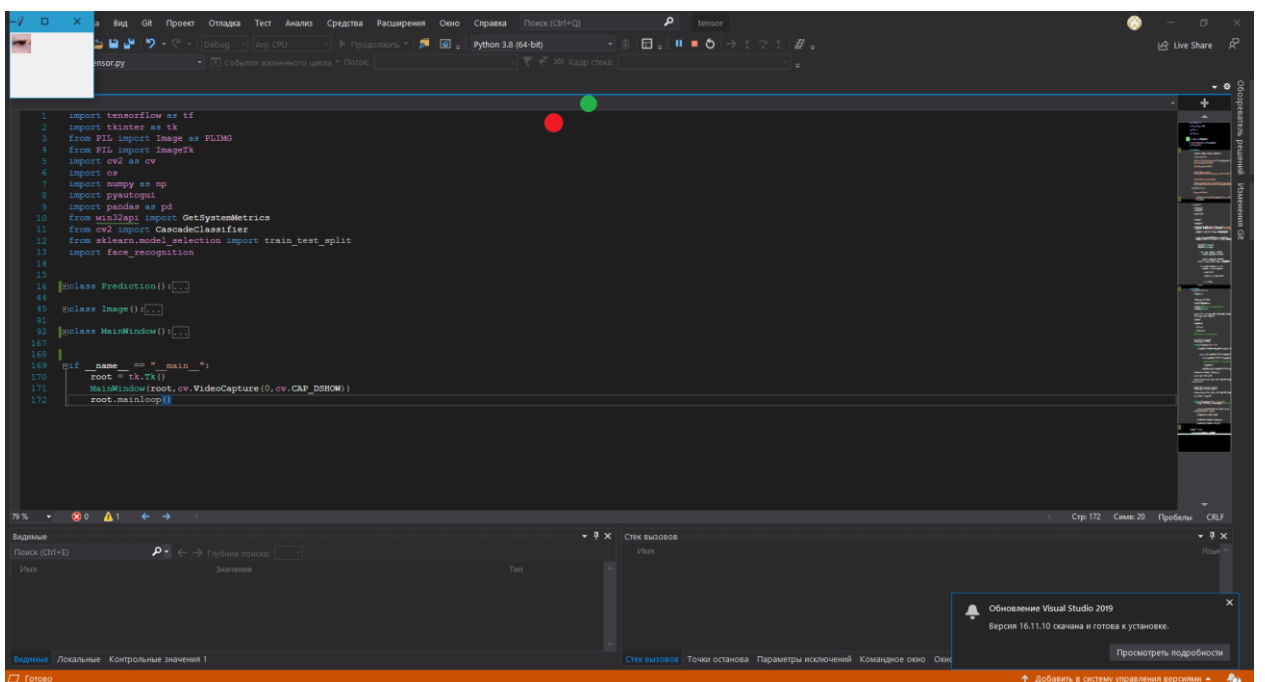 а Вид Git Проект Отладка Тест Анализ Средства Расширения Окно Справка Поиск (Ctrl+Q) tensor
Debug Any CPU Продолжить Python 3.8 (64-bit) Live Share
ensor.py События жизненного цикла Поток: Кадр стека:
Обозреватель решений Изменения Git
1 import tensorflow as tf
2 import tkinter as tk
3 from PIL import Image as PLIMG
4 from PIL import ImageTk
5 import cv2 as cv
6 import os
7 import numpy as np
8 import pyautogui
9 import pandas as pd
10 from win32api import GetSystemMetrics
11 from cv2 import CascadeClassifier
12 from sklearn.model_selection import train_test_split
13 import face_recognition
14
15
16 class Prediction():...
44
45 class Image():...
91
92 class MainWindow():...
167
168
169 if __name__ == "__main__":
170 root = tk.Tk()
171 MainWindow(root,cv.VideoCapture(0,cv.CAP_DSHOW))
172 root.mainloop()
79 % 0 1 Стр: 172 Симв: 20 Пробелы CRLF
Видимые
Поиск (Ctrl+E) Глубина поиска:
Имя Значение Тип
Видимые Локальные Контрольные значения 1
Стек вызовов
Имя Язык
Стек вызовов Точки останова Параметры исключений Командное окно Окно
Обновление Visual Studio 2019
Версия 16.11.10 скачана и готова к установке.
Просмотреть подробности
Готово Добавить в систему управления версиями 2